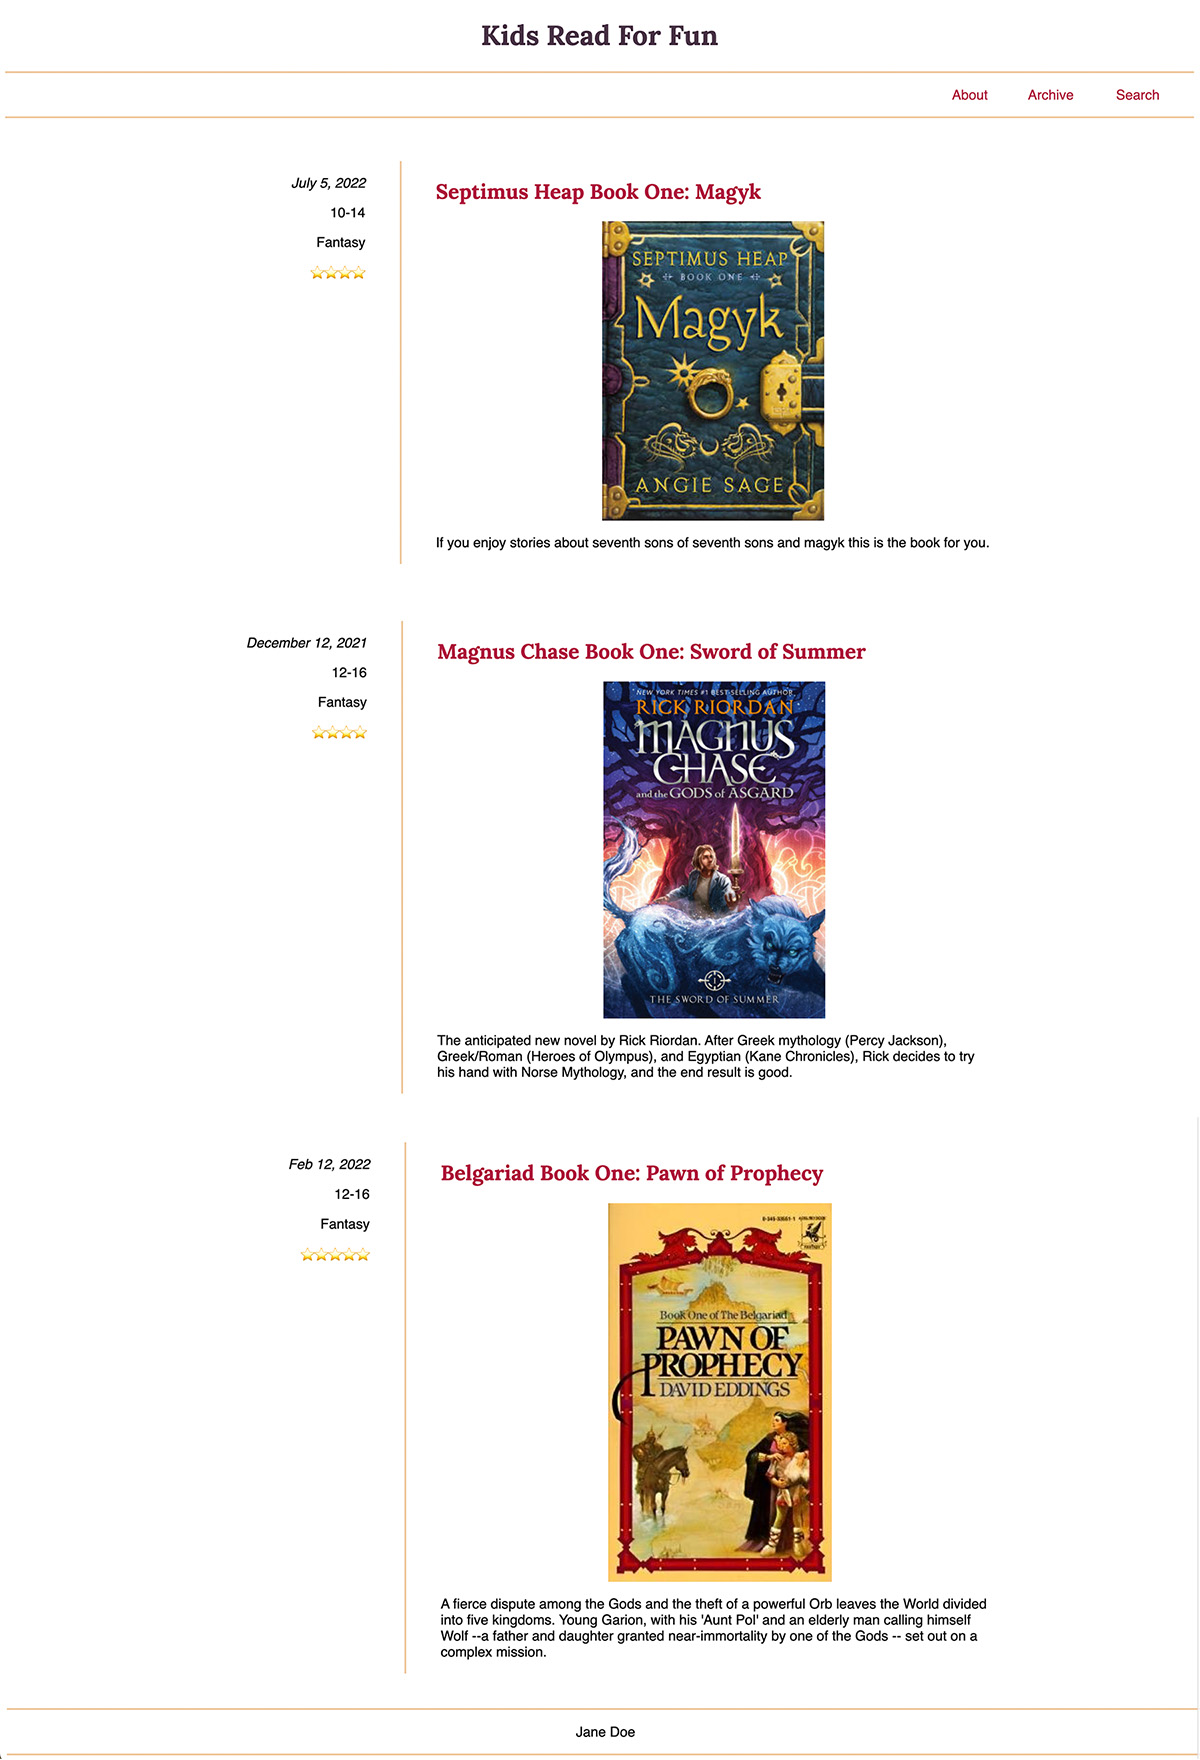 Kids Read For Fun
About Archive Search
July 5, 2022
10-14
Fantasy
Septimus Heap Book One: Magyk
SEPTIMUS HEAP
BOOK ONE
Magyk
ANGIE SAGE
If you enjoy stories about seventh sons of seventh sons and magyk this is the book for you.
December 12, 2021
12-16
Fantasy
Magnus Chase Book One: Sword of Summer
NEW YORK TIMES #1 BEST-SELLING AUTHOR
RICK RIORDAN
MAGNUS
CHASE
and the GODS of ASGARD
THE SWORD OF SUMMER
The anticipated new novel by Rick Riordan. After Greek mythology (Percy Jackson),
Greek/Roman (Heroes of Olympus), and Egyptian (Kane Chronicles), Rick decides to try
his hand with Norse Mythology, and the end result is good.
Feb 12, 2022
12-16
Fantasy
Belgariad Book One: Pawn of Prophecy
Book One of The Belgariad
PAWN OF
PROPHECY
DAVID EDDINGS
A fierce dispute among the Gods and the theft of a powerful Orb leaves the World divided
into five kingdoms. Young Garion, with his 'Aunt Pol' and an elderly man calling himself
Wolf --a father and daughter granted near-immortality by one of the Gods -- set out on a
complex mission.
Jane Doe